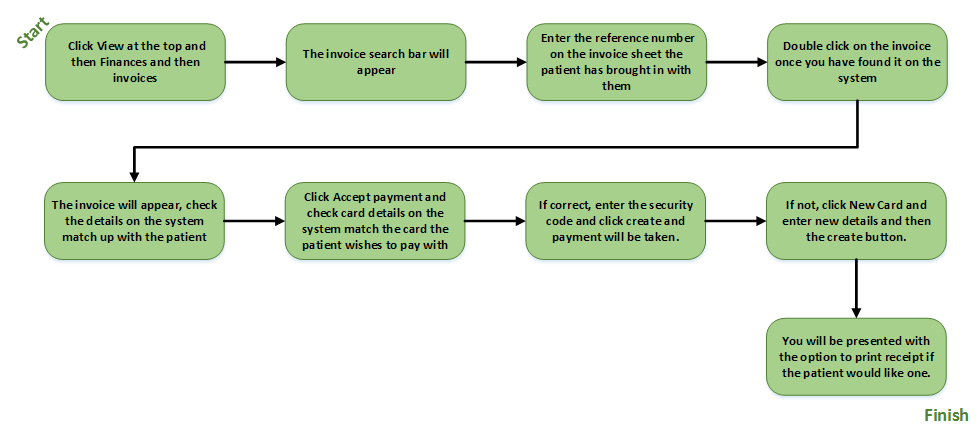 Start
Click View at the top and
then Finances and then
invoices
The invoice search bar will
appear
Enter the reference number
on the invoice sheet the
patient has brought in with
them
Double click on the invoice
once you have found it on the
system
The invoice will appear, check
the details on the system
match up with the patient
Click Accept payment and
check card details on the
system match the card the
patient wishes to pay with
If correct, enter the security
code and click create and
payment will be taken.
If not, click New Card and
enter new details and then
the create button.
You will be presented with
the option to print receipt if
the patient would like one.
Finish